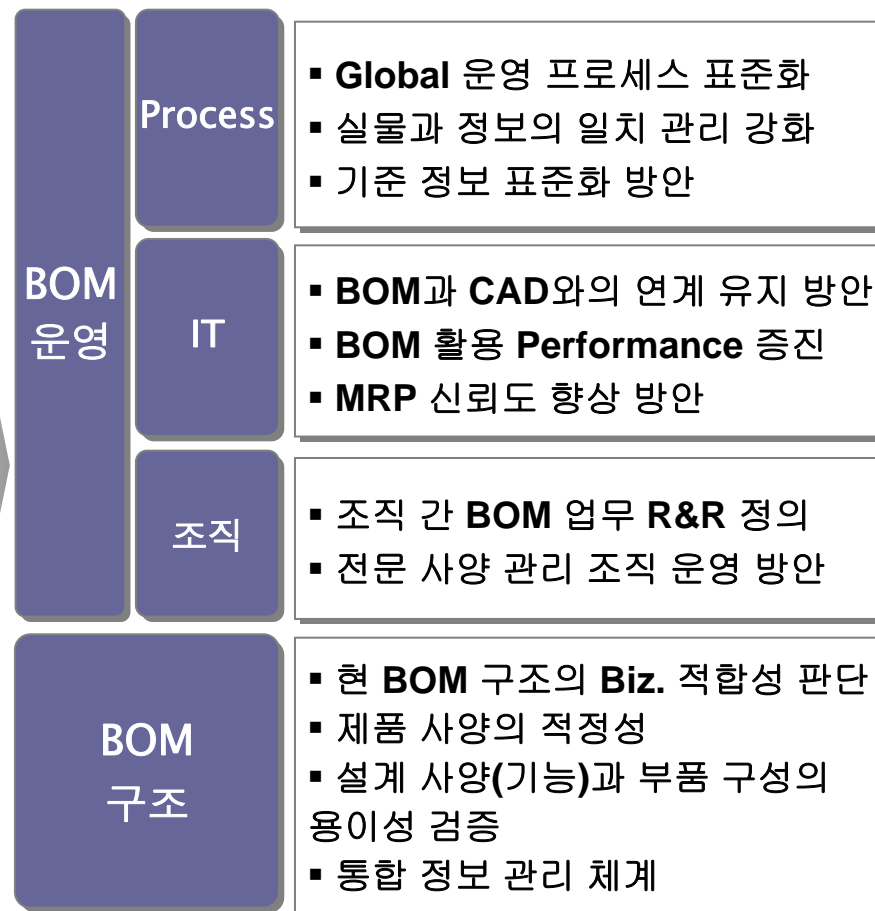 BOM
운영
Process
▪ Global 운영 프로세스 표준화
▪ 실물과 정보의 일치 관리 강화
▪ 기준 정보 표준화 방안
IT
▪ BOM과 CAD와의 연계 유지 방안
▪ BOM 활용 Performance 증진
▪ MRP 신뢰도 향상 방안
조직
▪ 조직 간 BOM 업무 R&R 정의
▪ 전문 사양 관리 조직 운영 방안
BOM
구조
▪ 현 BOM 구조의 Biz. 적합성 판단
▪ 제품 사양의 적정성
▪ 설계 사양(기능)과 부품 구성의
용이성 검증
▪ 통합 정보 관리 체계